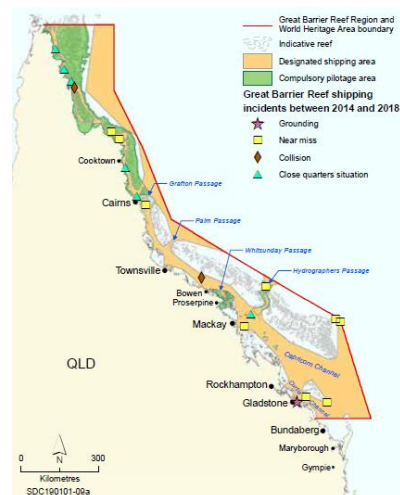 Great Barrier Reef Region and
World Heritage Area boundary
Indicative reef
Designated shipping area
Compulsory pilotage area
Great Barrier Reef shipping
incidents between 2014 and 2018
Grounding
Near miss
Collision
Close quarters situation
Cooktown
Grafton Passage
Cairns
Palm Passage
Whitsunday Passage
Townsville
Hydrographers Passage
Bowen
Proserpine
Mackay
QLD
Capricorn Channel
Rockhampton
Gladstone
Channel
Bundaberg
Maryborough
Gympie
N
0 300
Kilometres
SDC190101-09a